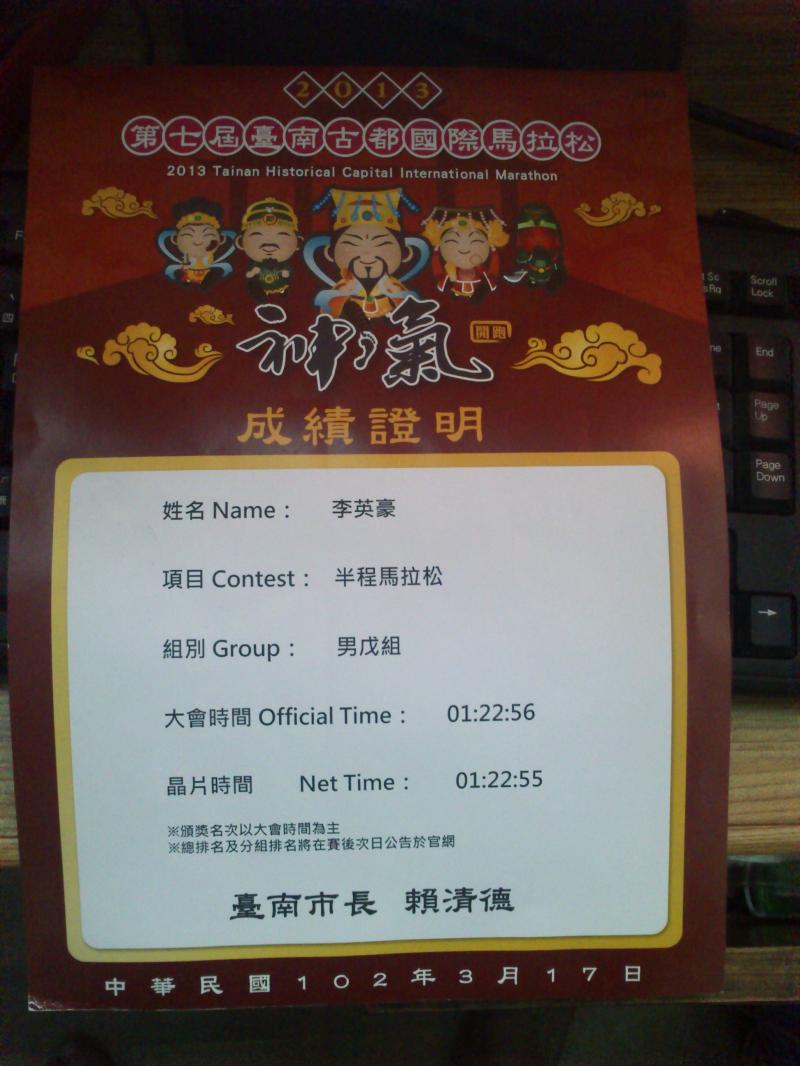 2013
第七屆臺南古都國際馬拉松
2013 Tainan Historical Capital International Marathon
神氣 開跑
成績證明
姓名 Name： 李英豪
項目 Contest： 半程馬拉松
組別 Group： 男戊組
大會時間 Official Time： 01:22:56
晶片時間 Net Time： 01:22:55
※頒獎名次以大會時間為主
※總排名及分組排名將在賽後次日公告於官網
臺南市長 賴清德
中華民國102年3月17日
Scroll
Lock
End
Page
Up
Page
Down
→